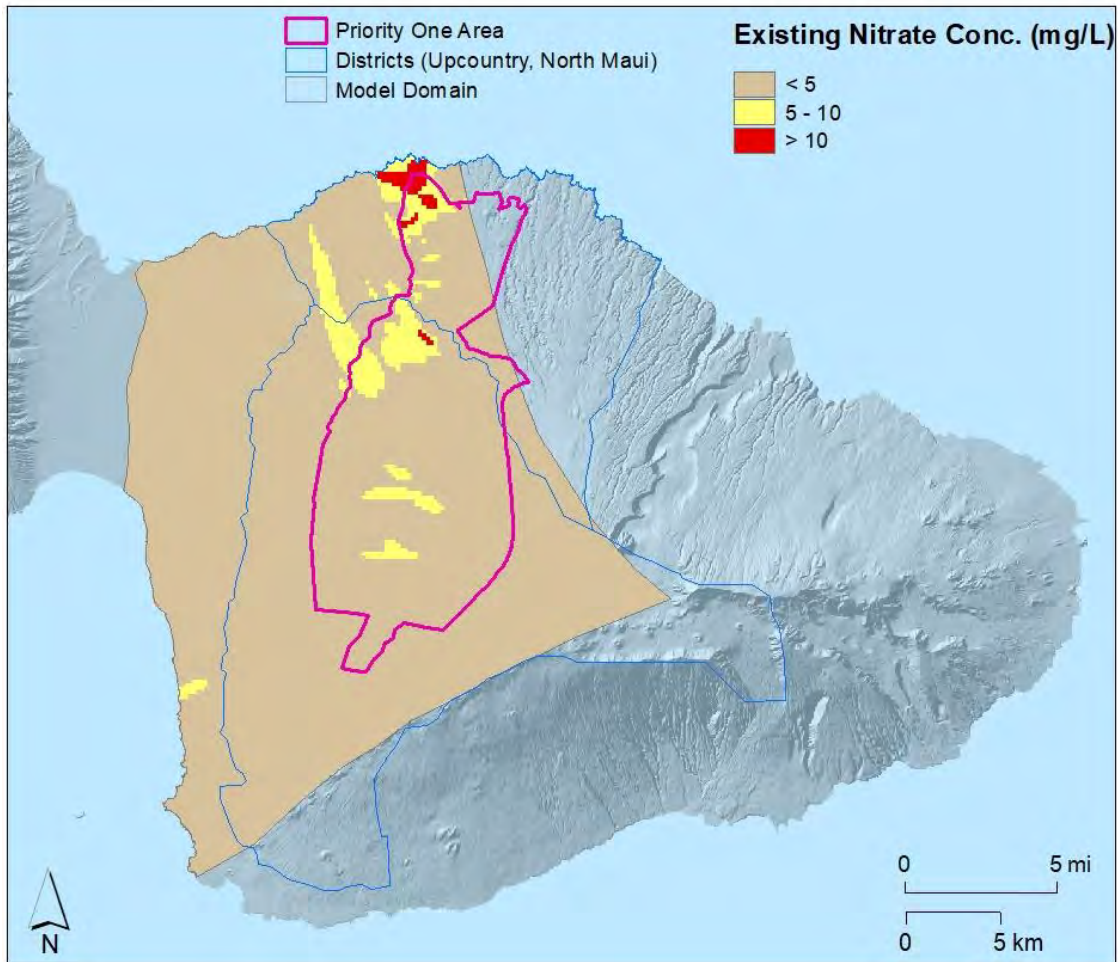 Priority One Area
Districts (Upcountry, North Maui)
Model Domain
Existing Nitrate Conc. (mg/L)
< 5
5 - 10
> 10
N
0 5 mi
0 5 km